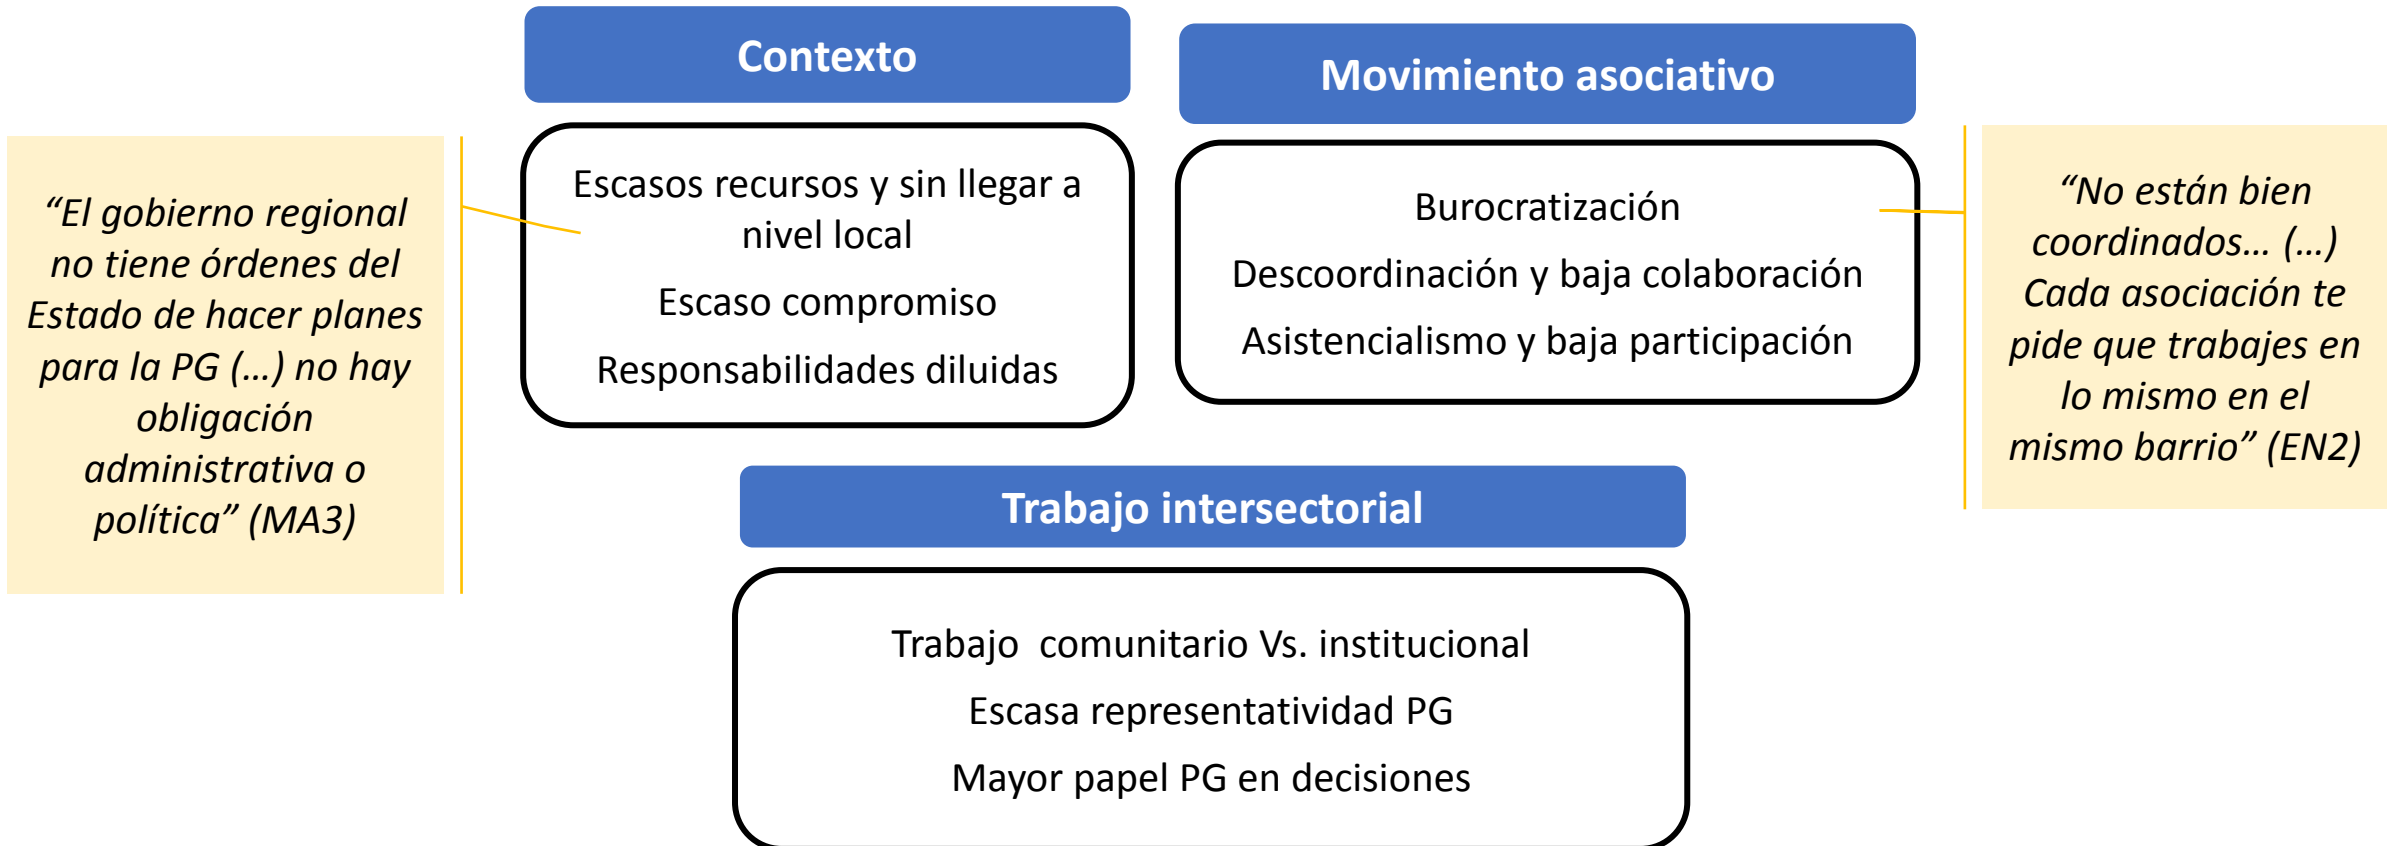 Contexto
Escasos recursos y sin llegar a
nivel local
Escaso compromiso
Responsabilidades diluidas
“El gobierno regional
no tiene órdenes del
Estado de hacer planes
para la PG (…) no hay
obligación
administrativa o
política” (MA3)
Movimiento asociativo
Burocratización
Descoordinación y baja colaboración
Asistencialismo y baja participación
“No están bien
coordinados… (…)
Cada asociación te
pide que trabajes en
lo mismo en el
mismo barrio” (EN2)
Trabajo intersectorial
Trabajo  comunitario Vs. institucional
Escasa representatividad PG
Mayor papel PG en decisiones